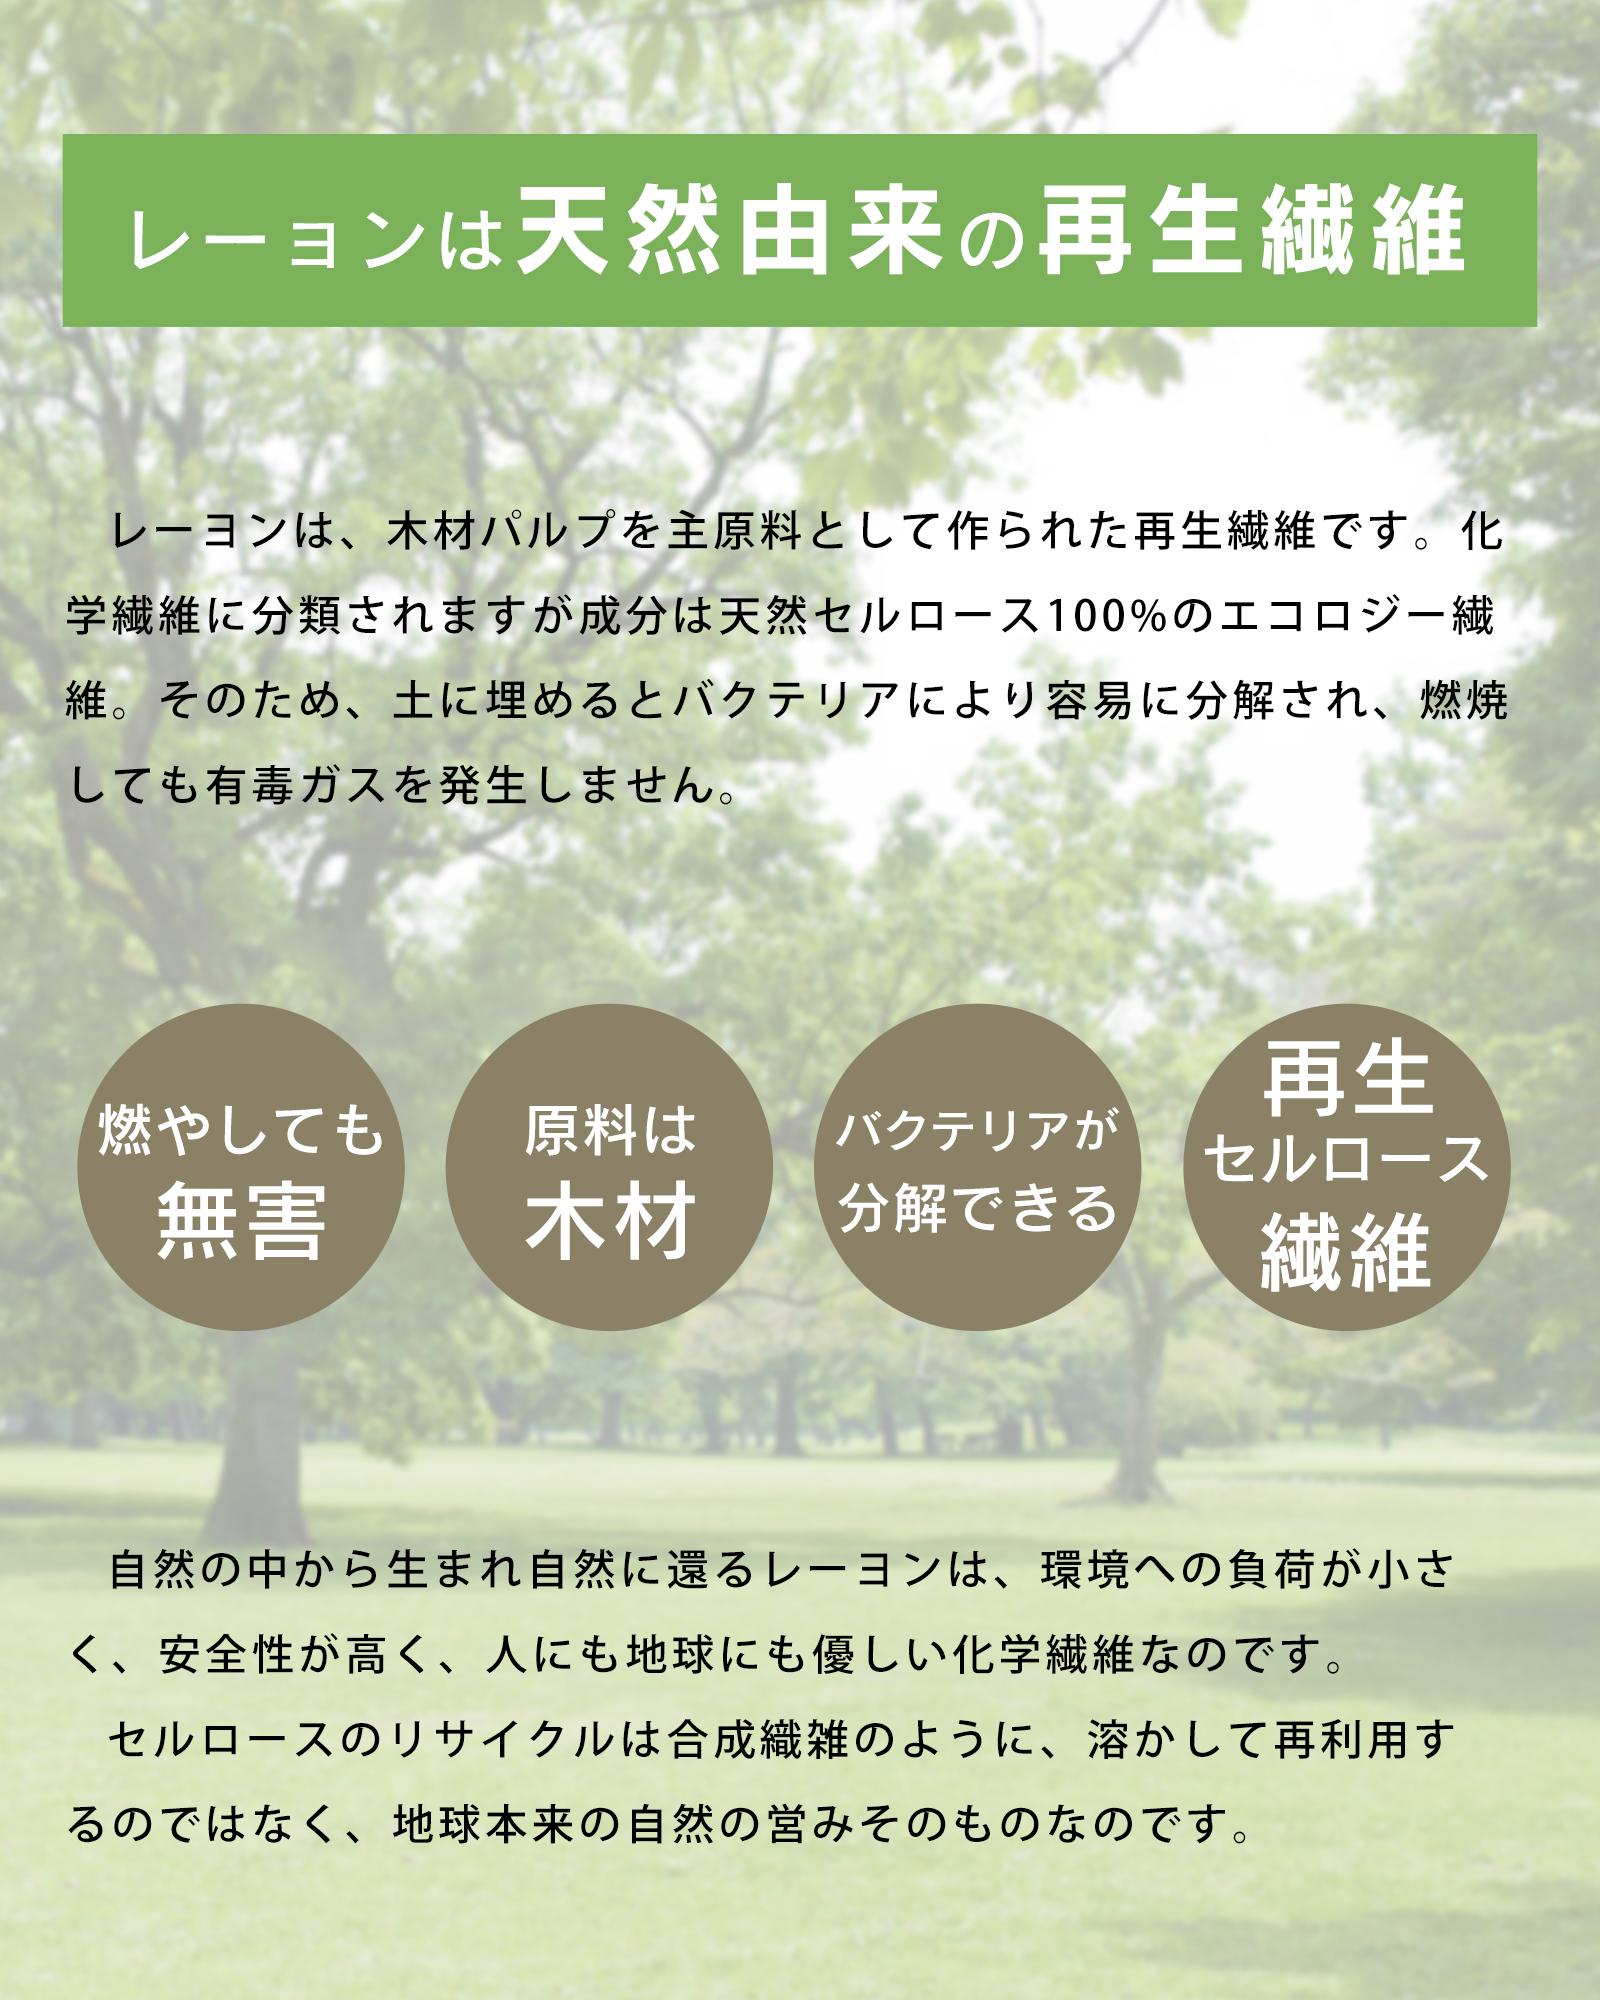 レーヨンは天然由来の再生繊維
レーヨンは、木材パルプを主原料として作られた再生繊維です。化
学繊維に分類されますが成分は天然セルロース100%のエコロジー繊
維。そのため、土に埋めるとバクテリアにより容易に分解され、燃焼
しても有毒ガスを発生しません。
燃やしても
無害
原料は
木材
バクテリアが
分解できる
再生
セルロース
繊維
自然の中から生まれ自然に還るレーヨンは、環境への負荷が小さ
く、安全性が高く、人にも地球にも優しい化学繊維なのです。
セルロースのリサイクルは合成織雑のように、溶かして再利用す
るのではなく、地球本来の自然の営みそのものなのです。